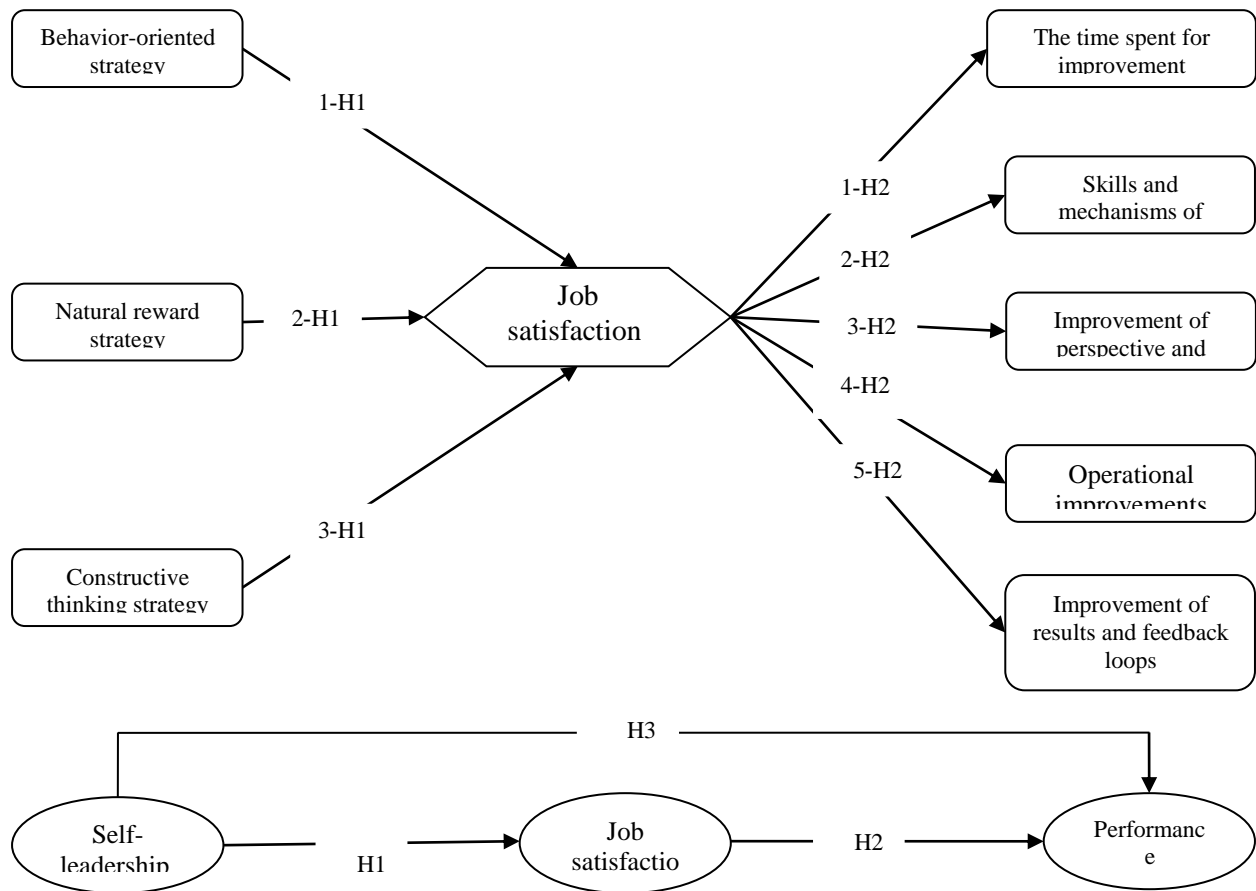 Behavior-oriented
strategy
The time spent for
improvement
1-H1
1-H2
Skills and
mechanisms of
2-H2
Natural reward
strategy
2-H1
Job
satisfaction
3-H2
Improvement of
perspective and
4-H2
3-H1
5-H2
Operational
improvements
Constructive
thinking strategy
Improvement of
results and feedback
loops
H3
Self-
leadership
H1
Job
satisfactio
H2
Performanc
e